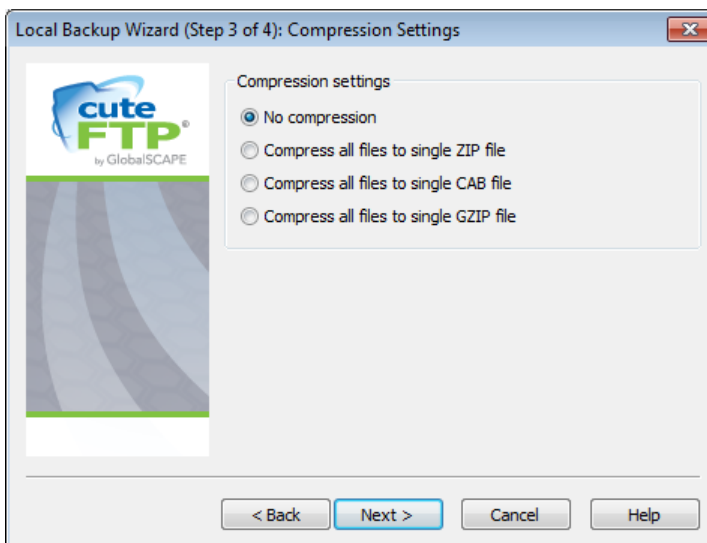 Local Backup Wizard (Step 3 of 4): Compression Settings
cute
FTP®
by GlobalSCAPE
Compression settings
No compression
Compress all files to single ZIP file
Compress all files to single CAB file
Compress all files to single GZIP file
< Back
Next >
Cancel
Help